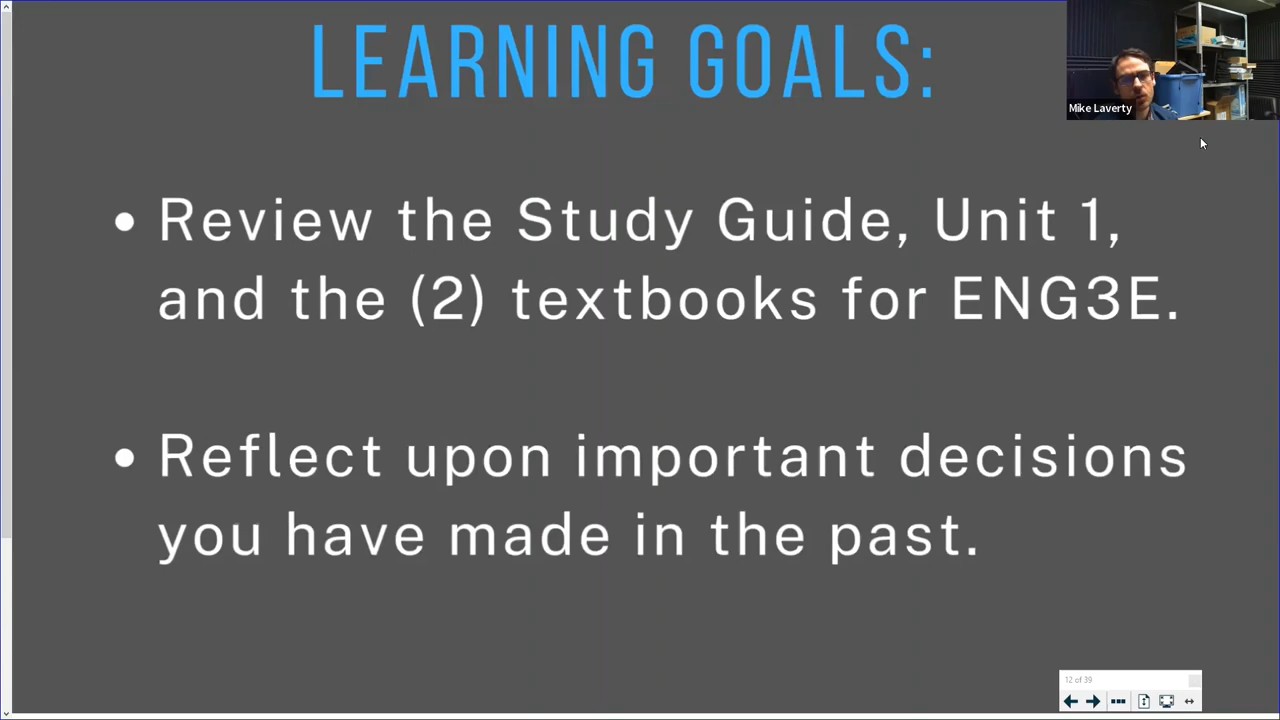 LEARNING GOALS:
Mike Laverty
• Review the Study Guide, Unit 1,
and the (2) textbooks for ENG3E.
• Reflect upon important decisions
you have made in the past.
12 of 39